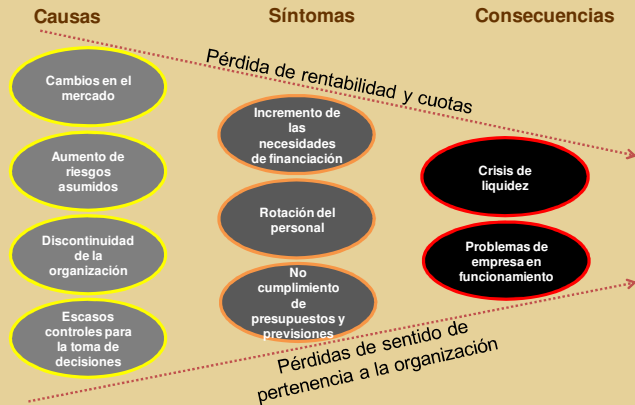 Causas
Síntomas
Consecuencias
Pérdida de rentabilidad y cuotas
Cambios en el
mercado
Aumento de
riesgos
asumidos
Discontinuidad
de la
organización
Escasos
controles para
la toma de
decisiones
Incremento de
las
necesidades
de financiación
Rotación del
personal
No
cumplimiento
de
presupuestos y
previsiones
Crisis de
liquidez
Problemas de
empresa en
funcionamiento
Pérdidas de sentido de
pertenencia a la organización